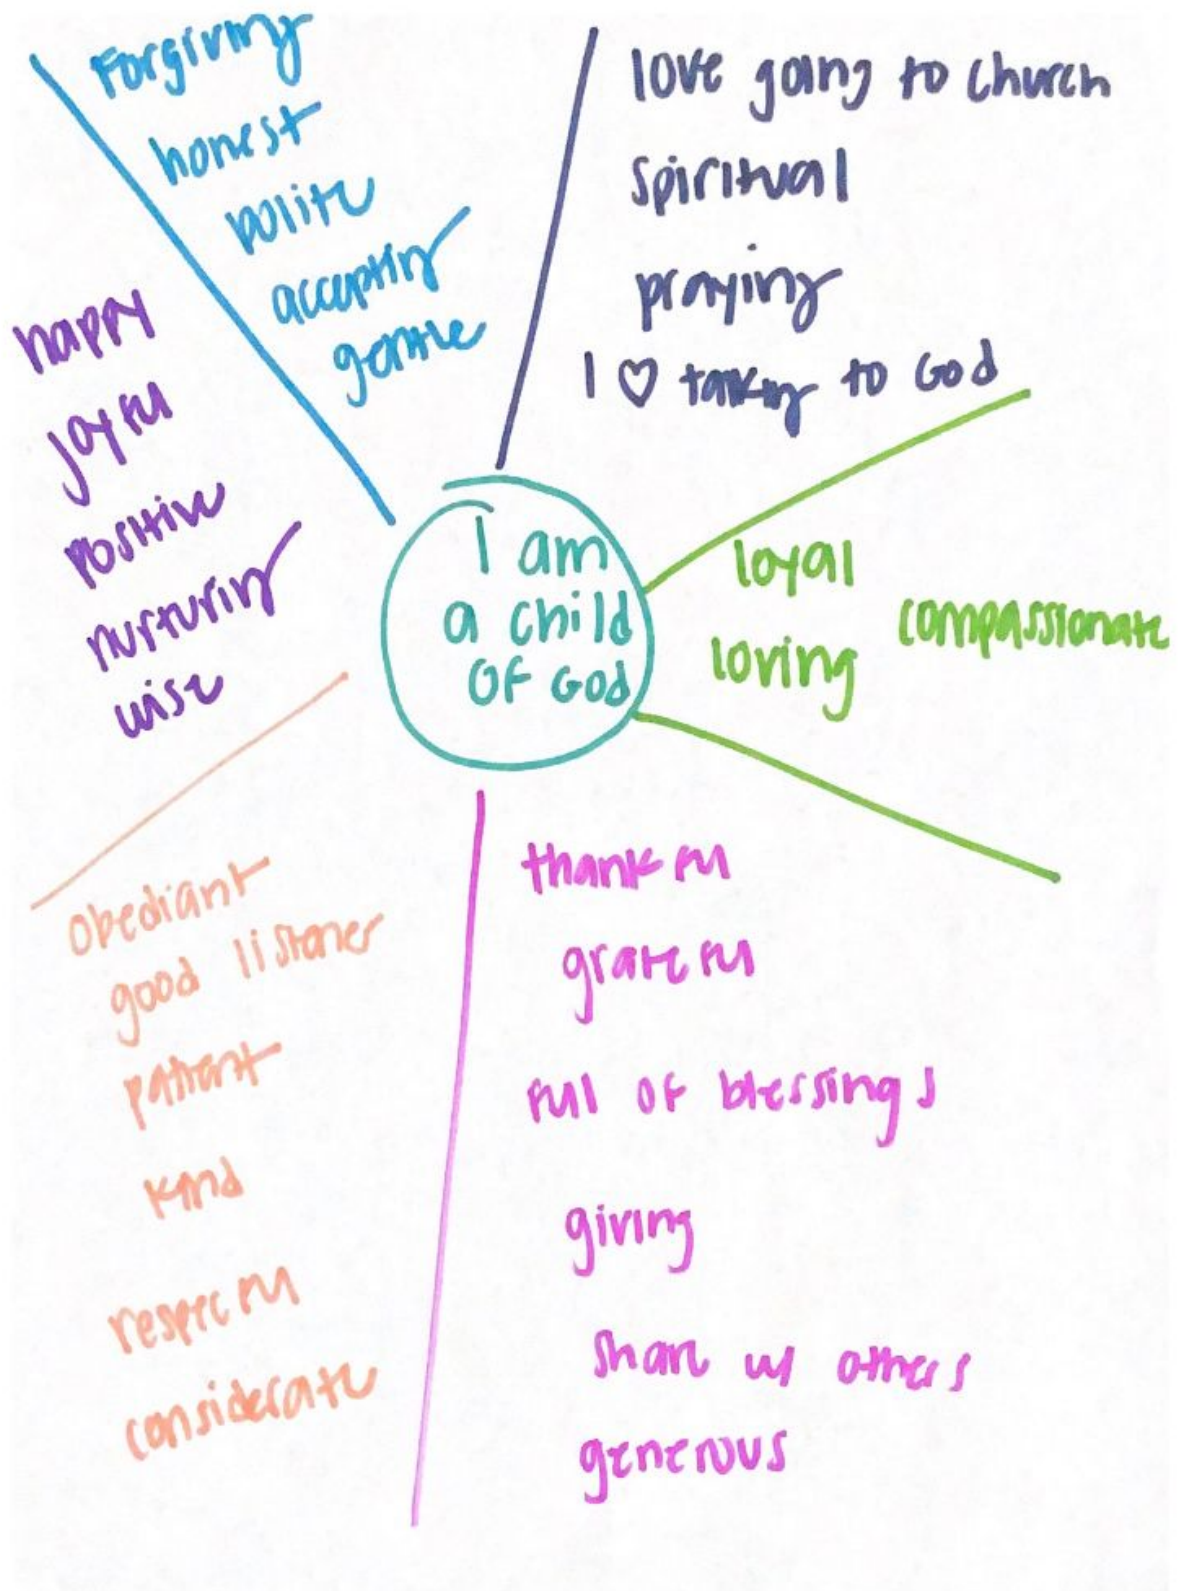 Forgiving
honest
polite
accepting
gentle
love going to church
spiritual
praying
I ♡ talking to God
happy
joyful
positive
nurturing
wise
I am
a child
of God
loyal
loving
compassionate
obediant
good listener
patient
kind
respectful
considerate
thankful
grateful
full of blessings
giving
share w/ others
generous